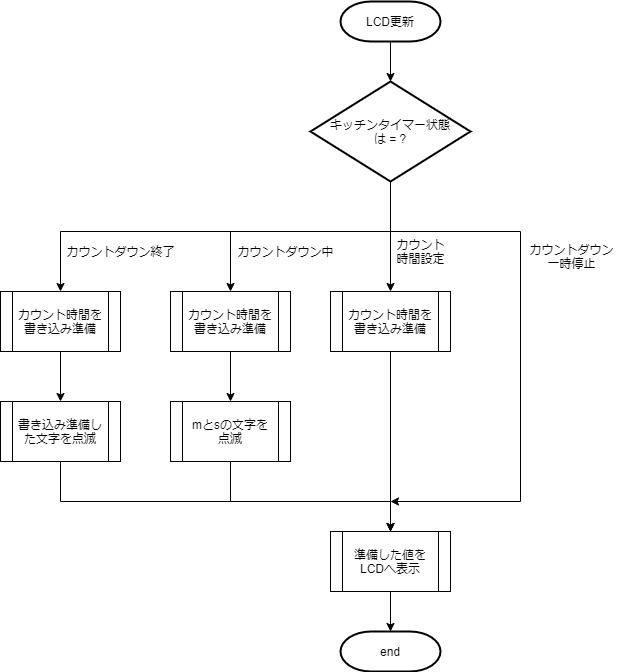 LCD更新
キッチンタイマー状態
は = ?
カウントダウン終了
カウントダウン中
カウント
時間設定
カウントダウン
一時停止
カウント時間を
書き込み準備
カウント時間を
書き込み準備
カウント時間を
書き込み準備
書き込み準備し
た文字を点滅
mとsの文字を
点滅
準備した値を
LCDへ表示
end